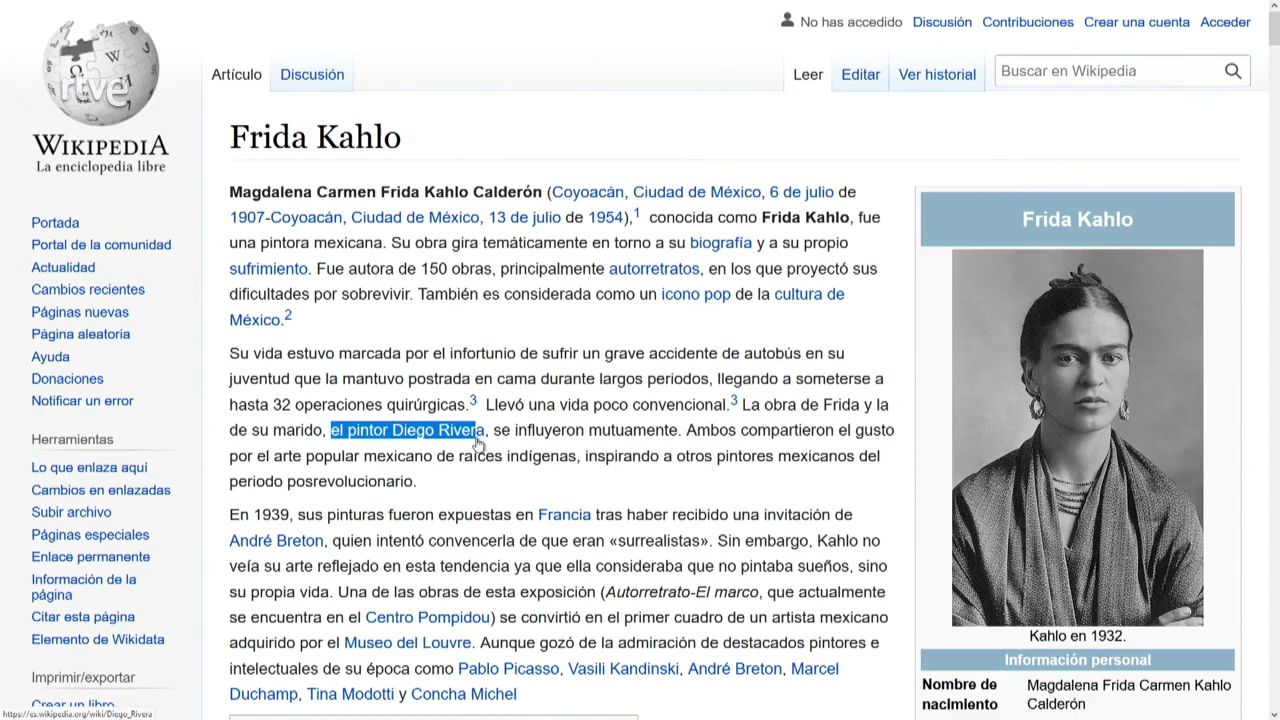 No han accedido Discusión Contribuciones Crear una cuenta Acceder
Artículo Discusión
Leer Editar Ver historial Buscar en Wikipedia
rtve
WIKIPEDIA
La enciclopedia libre
Portada
Portal de la comunidad
Actualidad
Cambios recientes
Páginas nuevas
Página aleatoria
Ayuda
Donaciones
Notificar un error
Herramientas
Lo que enlaza aquí
Cambios en enlazadas
Subir archivo
Páginas especiales
Enlace permanente
Información de la
página
Citar esta página
Elemento de Wikidata
Imprimir/exportar
Crear un libro
https://es.wikipedia.org/wiki/Diego_Rivera
Frida Kahlo
Magdalena Carmen Frida Kahlo Calderón (Coyoacán, Ciudad de México, 6 de julio de
1907-Coyoacán, Ciudad de México, 13 de julio de 1954),1 conocida como Frida Kahlo, fue
una pintora mexicana. Su obra gira temáticamente en torno a su biografía y a su propio
sufrimiento. Fue autora de 150 obras, principalmente autorretratos, en los que proyectó sus
dificultades por sobrevivir. También es considerada como un icono pop de la cultura de
México.2
Su vida estuvo marcada por el infortunio de sufrir un grave accidente de autobús en su
juventud que la mantuvo postrada en cama durante largos periodos, llegando a someterse a
hasta 32 operaciones quirúrgicas.3 Llevó una vida poco convencional.3 La obra de Frida y la
de su marido, el pintor Diego Rivera, se influyeron mutuamente. Ambos compartieron el gusto
por el arte popular mexicano de raíces indígenas, inspirando a otros pintores mexicanos del
periodo posrevolucionario.
En 1939, sus pinturas fueron expuestas en Francia tras haber recibido una invitación de
André Breton, quien intentó convencerla de que eran «surrealistas». Sin embargo, Kahlo no
veía su arte reflejado en esta tendencia ya que ella consideraba que no pintaba sueños, sino
su propia vida. Una de las obras de esta exposición (Autorretrato-El marco, que actualmente
se encuentra en el Centro Pompidou) se convirtió en el primer cuadro de un artista mexicano
adquirido por el Museo del Louvre. Aunque gozó de la admiración de destacados pintores e
intelectuales de su época como Pablo Picasso, Vasili Kandinski, André Breton, Marcel
Duchamp, Tina Modotti y Concha Michel
Frida Kahlo
Kahlo en 1932.
Información personal
Nombre de Magdalena Frida Carmen Kahlo
nacimiento Calderón